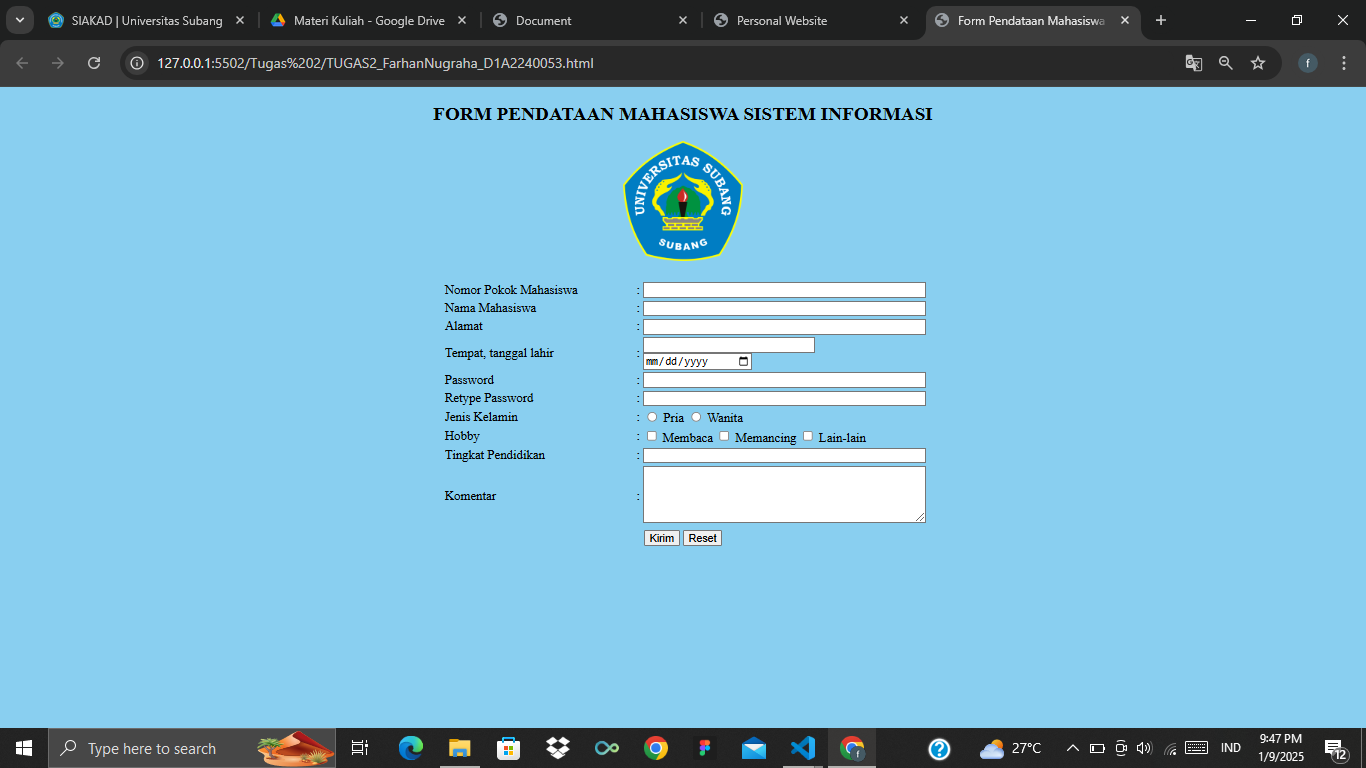 SIAKAD | Universitas Subang
Materi Kuliah - Google Drive
Document
Personal Website
Form Pendataan Mahasiswa
127.0.0.1:5502/Tugas%202/TUGAS2_FarhanNugraha_D1A2240053.html
f
FORM PENDATAAN MAHASISWA SISTEM INFORMASI
UNIVERSITAS SUBANG
SUBANG
Nomor Pokok Mahasiswa :
Nama Mahasiswa :
Alamat :
Tempat, tanggal lahir :
mm/dd/yyyy
Password :
Retype Password :
Jenis Kelamin : Pria Wanita
Hobby : Membaca Memancing Lain-lain
Tingkat Pendidikan :
Komentar :
Kirim Reset
Type here to search
f
27°C
IND
9:47 PM
1/9/2025
12